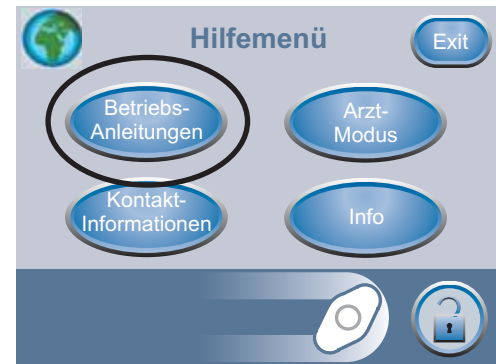 Hilfemenü
Exit
Betriebs-
Anleitungen
Arzt-
Modus
Kontakt-
Informationen
Info